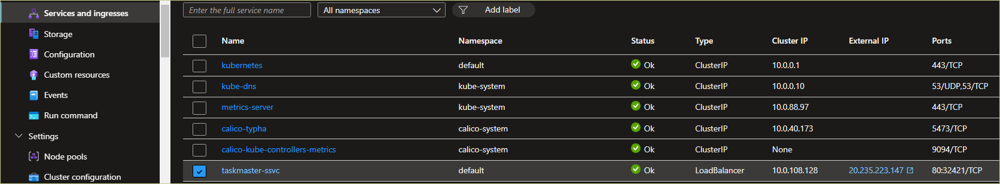 Services and ingresses
Storage
Configuration
Custom resources
Events
Run command
Settings
Node pools
Cluster configuration
Enter the full service name All namespaces Add label
Name Namespace Status Type Cluster IP External IP Ports
kubernetes default Ok ClusterIP 10.0.0.1 443/TCP
kube-dns kube-system Ok ClusterIP 10.0.0.10 53/UDP,53/TCP
metrics-server kube-system Ok ClusterIP 10.0.88.97 443/TCP
calico-typha calico-system Ok ClusterIP 10.0.40.173 5473/TCP
calico-kube-controllers-metrics calico-system Ok ClusterIP None 9094/TCP
taskmaster-ssvc default Ok LoadBalancer 10.0.108.128 20.235.223.147 80:32421/TCP